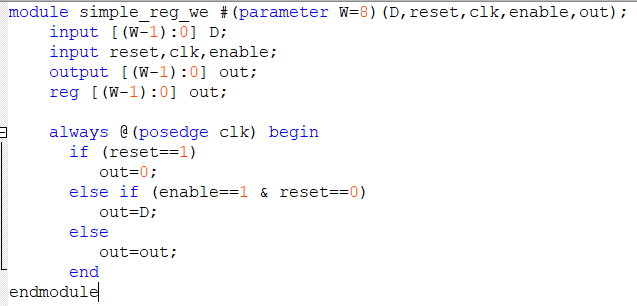 module simple_reg_we #(parameter W=8)(D,reset,clk,enable,out);
    input [(W-1):0] D;
    input reset,clk,enable;
    output [(W-1):0] out;
    reg [(W-1):0] out;

    always @(posedge clk) begin
      if (reset==1)
         out=0;
      else if (enable==1 & reset==0)
         out=D;
      else
         out=out;
      end
endmodule